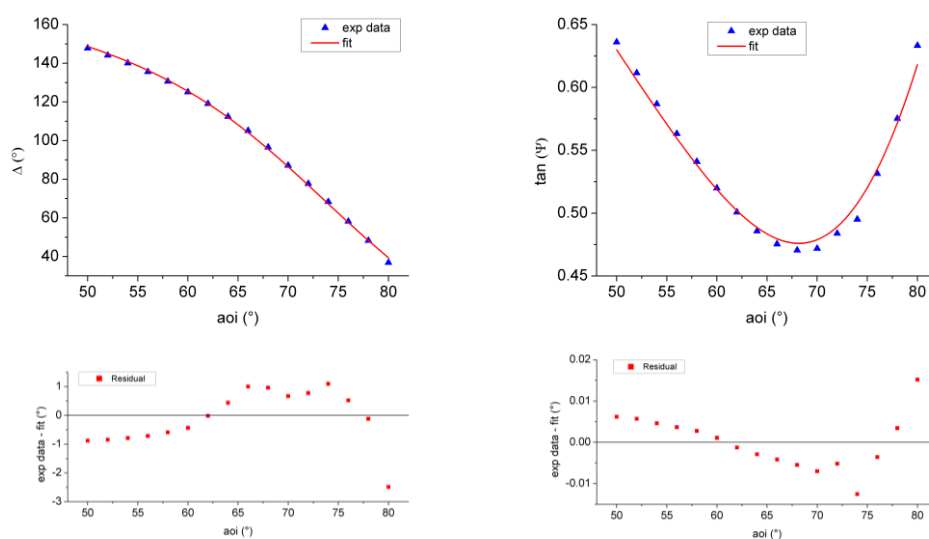 160
140
120
100
80
60
40
50 55 60 65 70 75 80
Δ (°)
aoi (°)
exp data
fit
0.65
0.60
0.55
0.50
0.45
50 55 60 65 70 75 80
tan (Ψ)
aoi (°)
exp data
fit
1
0
-1
-2
-3
50 55 60 65 70 75 80
exp data - fit (°)
aoi (°)
Residual
0.02
0.01
0.00
-0.01
50 55 60 65 70 75 80
exp data - fit (°)
aoi (°)
Residual